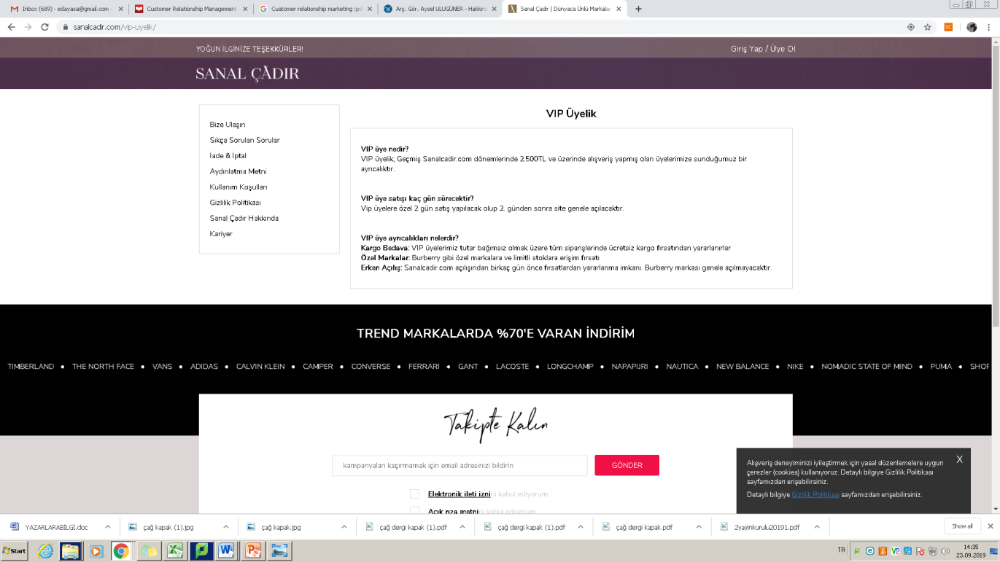 Inbox (689) - edayasa@gmail.com -
Customer Relationship Management.
Cuatomer relationship marketing :pd
Arş. Gör. Aysel ULUGÜNER - Hakkınd
Sanal Çadır | Dünyaca Ünlü Markalar
sanalcadir.com/vip-uyelik/
YOĞUN İLGİNİZE TEŞEKKÜRLER!
Giriş Yap / Üye Ol
SANAL ÇADIR
Bize Ulaşın
Sıkça Sorulan Sorular
İade & İptal
Aydınlatma Metni
Kullanım Koşulları
Gizlilik Politikası
Sanal Çadır Hakkında
Kariyer
VIP Üyelik
VIP üye nedir?
VIP üyelik; Geçmiş Sanalcadir.com dönemlerinde 2.500TL ve üzerinde alışveriş yapmış olan üyelerimize sunduğumuz bir
ayrıcalıktır.
VIP üye satışı kaç gün sürecektir?
Vip üyelere özel 2 gün satış yapılacak olup 2. günden sonra site genele açılacaktır.
VIP üye ayrıcalıkları nelerdir?
Kargo Bedava: VIP üyelerimiz tutar bağımsız olmak üzere tüm siparişlerinde ücretsiz kargo fırsatından yararlanırlar
Özel Markalar: Burberry gibi özel markalara ve limitli stoklara erişim fırsatı
Erken Açılış: Sanalcadir.com açılışından birkaç gün önce fırsatlardan yararlanma imkanı. Burberry markası genele açılmayacaktır.
TREND MARKALARDA %70'E VARAN İNDİRİM
TIMBERLAND • THE NORTH FACE • VANS • ADIDAS • CALVIN KLEIN • CAMPER • CONVERSE • FERRARI • GANT • LACOSTE • LONGCHAMP • NAPAPIJRI • NAUTICA • NEW BALANCE • NIKE • NOMADIC STATE OF MIND • PUMA • SHOP
Takipte Kalın
kampanyaları kaçırmamak için email adresinizi bildirin
GÖNDER
Elektronik ileti iznini kabul ediyorum.
Açık rıza metnini kabul ediyorum.
X
Alışveriş deneyiminizi iyileştirmek için yasal düzenlemelere uygun
çerezler (cookies) kullanıyoruz. Detaylı bilgiye Gizlilik Politikası
sayfamızdan erişebilirsiniz.
Detaylı bilgiye Gizlilik Politikası sayfamızdan erişebilirsiniz.
YAZARLARABİLGİ.doc
çağ kapak (1).jpg
çağ kapak.jpg
çağ dergi kapak (1).pdf
çağ dergi kapak (1).pdf
çağ dergi kapak.pdf
2yayinkurulu20191.pdf
Show all
Start
TR
14:35
23.09.2019